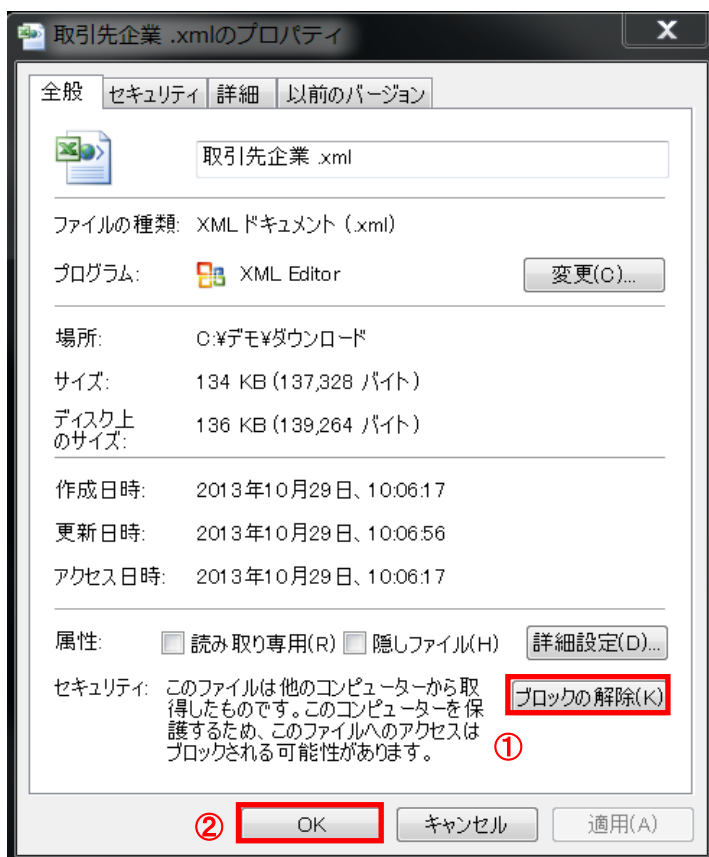 取引先企業 .xmlのプロパティ
X
全般 セキュリティ 詳細 以前のバージョン
取引先企業 .xml
ファイルの種類: XML ドキュメント (.xml)
プログラム: XML Editor 変更(C)...
場所: C:¥デモ¥ダウンロード
サイズ: 134 KB (137,328 バイト)
ディスク上
のサイズ: 136 KB (139,264 バイト)
作成日時: 2013年10月29日、10:06:17
更新日時: 2013年10月29日、10:06:56
アクセス日時: 2013年10月29日、10:06:17
属性: 読み取り専用(R) 隠しファイル(H) 詳細設定(D)...
セキュリティ: このファイルは他のコンピューターから取
得したものです。このコンピューターを保
護するため、このファイルへのアクセスは
ブロックされる可能性があります。
ブロックの解除(K)
①
② OK キャンセル 適用(A)